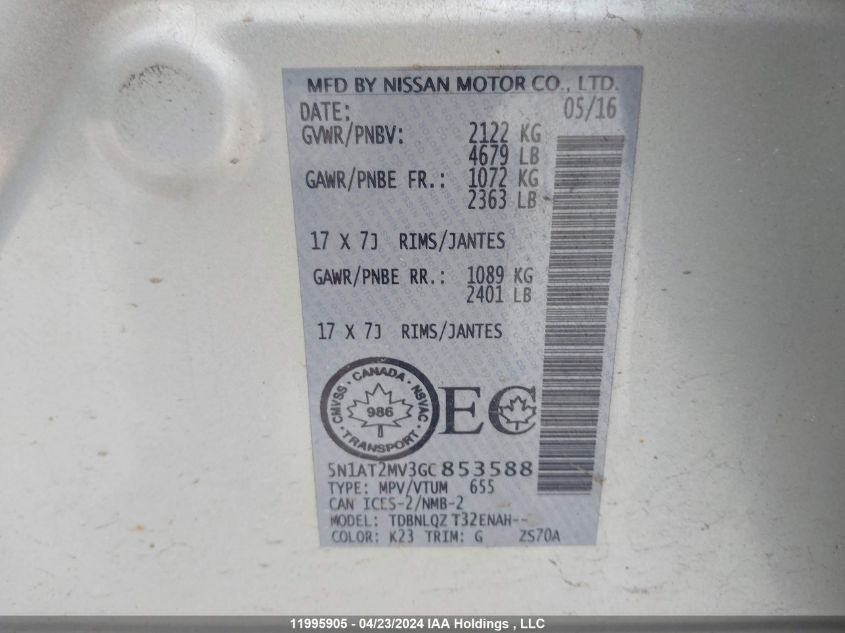 MFD BY NISSAN MOTOR CO., LTD.
DATE: 05/16
GVWR/PNBV: 2122 KG
4679 LB
GAWR/PNBE FR.: 1072 KG
2363 LB
17 X 7J RIMS/JANTES
GAWR/PNBE RR.: 1089 KG
2401 LB
17 X 7J RIMS/JANTES
CMVSS · CANADA · NSVAC · TRANSPORT ·
986
EC
5N1AT2MV3GC853588
TYPE: MPV/VTUM 655
CAN ICES-2/NMB-2
MODEL: TDBNLQZ T32ENAH--
COLOR: K23 TRIM: G ZS70A
11995905 - 04/23/2024 IAA Holdings , LLC